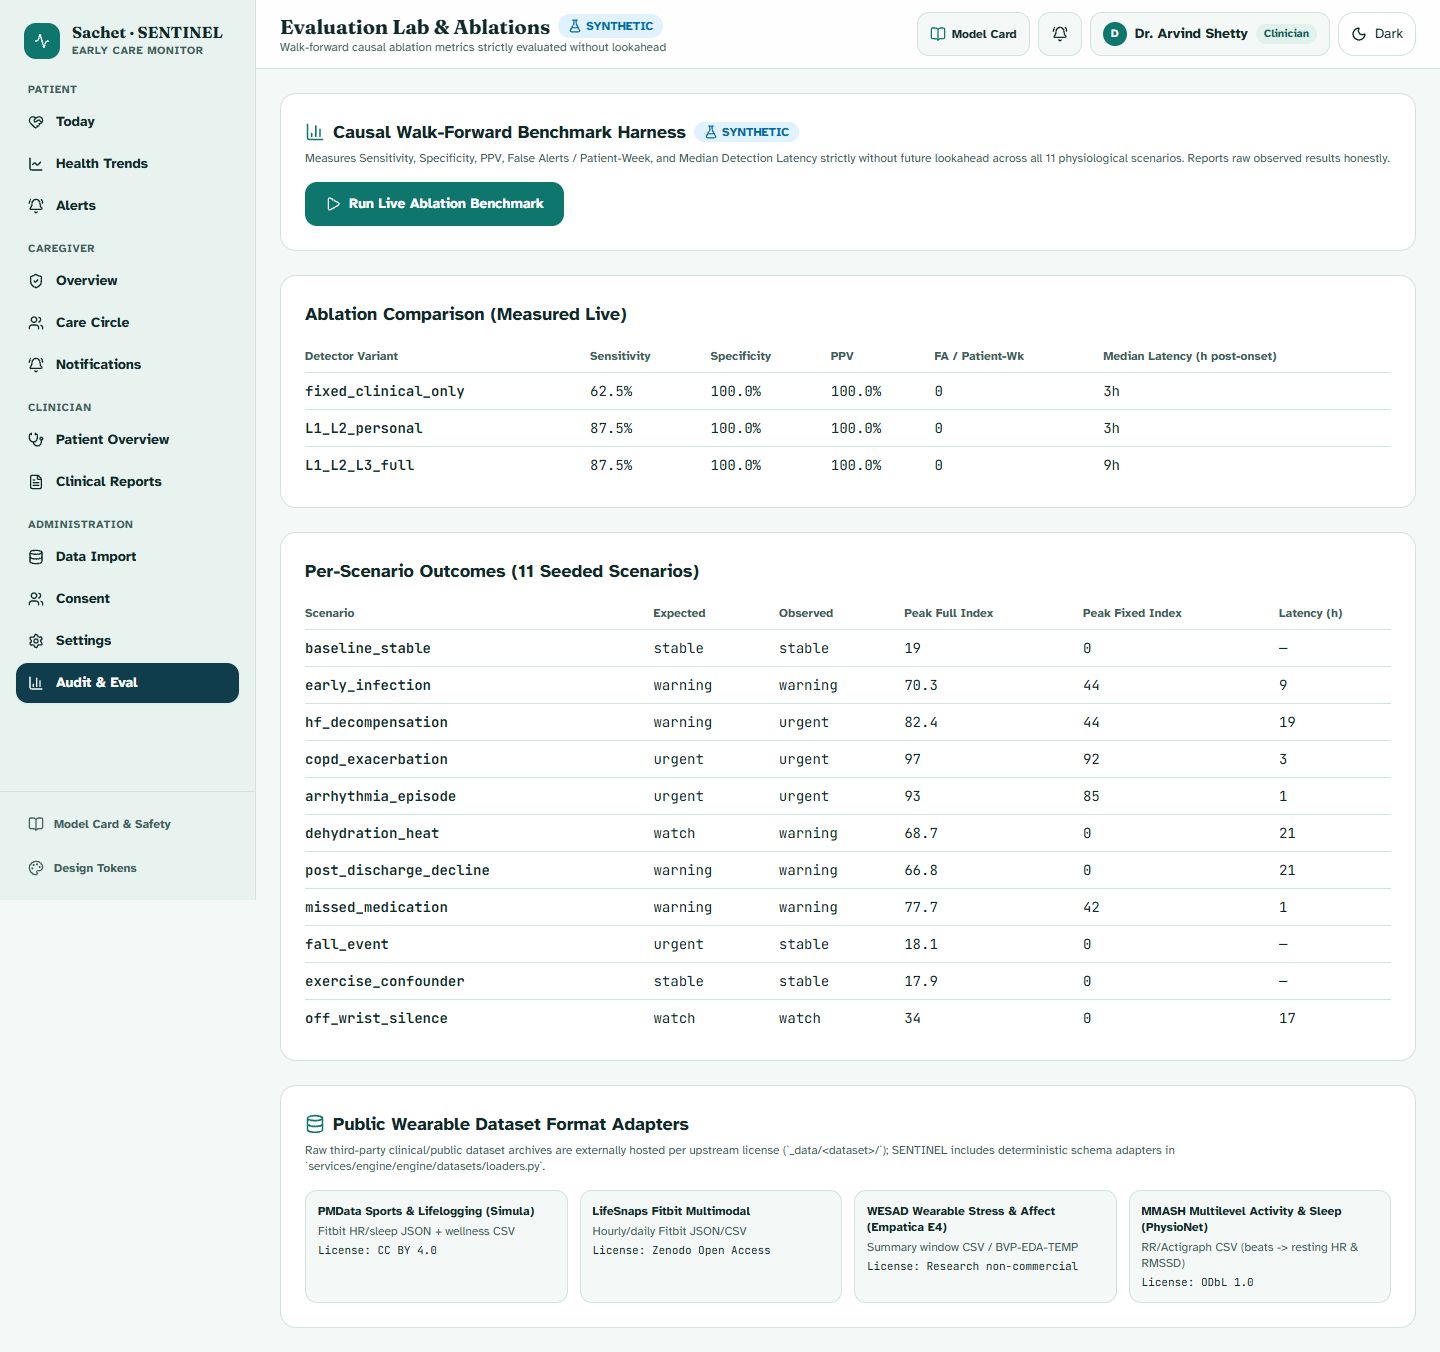 Sachet · SENTINEL
EARLY CARE MONITOR
PATIENT
Today
Health Trends
Alerts
CAREGIVER
Overview
Care Circle
Notifications
CLINICIAN
Patient Overview
Clinical Reports
ADMINISTRATION
Data Import
Consent
Settings
Audit & Eval
Model Card & Safety
Design Tokens
Evaluation Lab & Ablations SYNTHETIC
Walk-forward causal ablation metrics strictly evaluated without lookahead
Model Card
D Dr. Arvind Shetty Clinician
Dark
Causal Walk-Forward Benchmark Harness SYNTHETIC
Measures Sensitivity, Specificity, PPV, False Alerts / Patient-Week, and Median Detection Latency strictly without future lookahead across all 11 physiological scenarios. Reports raw observed results honestly.
Run Live Ablation Benchmark
Ablation Comparison (Measured Live)
Detector Variant Sensitivity Specificity PPV FA / Patient-Wk Median Latency (h post-onset)
fixed_clinical_only 62.5% 100.0% 100.0% 0 3h
L1_L2_personal 87.5% 100.0% 100.0% 0 3h
L1_L2_L3_full 87.5% 100.0% 100.0% 0 9h
Per-Scenario Outcomes (11 Seeded Scenarios)
Scenario Expected Observed Peak Full Index Peak Fixed Index Latency (h)
baseline_stable stable stable 19 0 —
early_infection warning warning 70.3 44 9
hf_decompensation warning urgent 82.4 44 19
copd_exacerbation urgent urgent 97 92 3
arrhythmia_episode urgent urgent 93 85 1
dehydration_heat watch warning 68.7 0 21
post_discharge_decline warning warning 66.8 0 21
missed_medication warning warning 77.7 42 1
fall_event urgent stable 18.1 0 —
exercise_confounder stable stable 17.9 0 —
off_wrist_silence watch watch 34 0 17
Public Wearable Dataset Format Adapters
Raw third-party clinical/public dataset archives are externally hosted per upstream license (`_data/<dataset>/`); SENTINEL includes deterministic schema adapters in
`services/engine/engine/datasets/loaders.py`.
PMData Sports & Lifelogging (Simula)
Fitbit HR/sleep JSON + wellness CSV
License: CC BY 4.0
LifeSnaps Fitbit Multimodal
Hourly/daily Fitbit JSON/CSV
License: Zenodo Open Access
WESAD Wearable Stress & Affect
(Empatica E4)
Summary window CSV / BVP-EDA-TEMP
License: Research non-commercial
MMASH Multilevel Activity & Sleep
(PhysioNet)
RR/Actigraph CSV (beats -> resting HR &
RMSSD)
License: ODbL 1.0